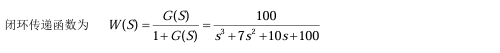 闭环传递函数为 W(S) = G(S) / (1 + G(S)) = 100 / (s³ + 7s² + 10s + 100)